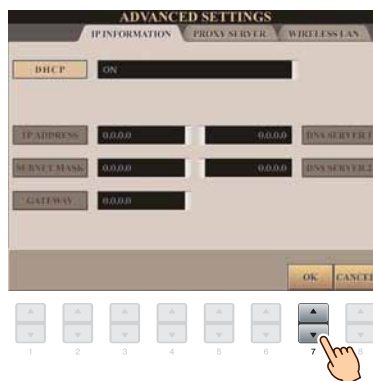 ADVANCED SETTINGS
IP INFORMATION PROXY SERVER WIRELESS LAN
DHCP ON
IP ADDRESS 0.0.0.0 0.0.0.0 DNS SERVER 1
SUBNET MASK 0.0.0.0 0.0.0.0 DNS SERVER 2
GATEWAY 0.0.0.0
OK CANCEL
1 2 3 4 5 6 7 8